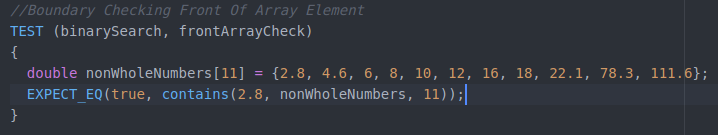 //Boundary Checking Front Of Array Element
TEST (binarySearch, frontArrayCheck)
{
double nonWholeNumbers[11] = {2.8, 4.6, 6, 8, 10, 12, 16, 18, 22.1, 78.3, 111.6};
EXPECT_EQ(true, contains(2.8, nonWholeNumbers, 11));
}